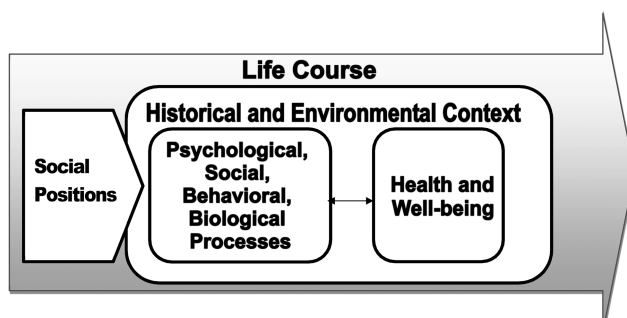 Life Course
Historical and Environmental Context
Social
Positions
Psychological,
Social,
Behavioral,
Biological
Processes
Health and
Well-being